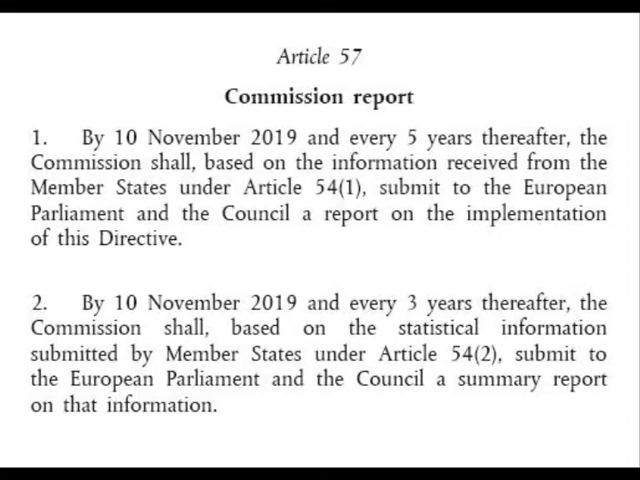 Article 57
Commission report
1. By 10 November 2019 and every 5 years thereafter, the
Commission shall, based on the information received from the
Member States under Article 54(1), submit to the European
Parliament and the Council a report on the implementation
of this Directive.
2. By 10 November 2019 and every 3 years thereafter, the
Commission shall, based on the statistical information
submitted by Member States under Article 54(2), submit to
the European Parliament and the Council a summary report
on that information.